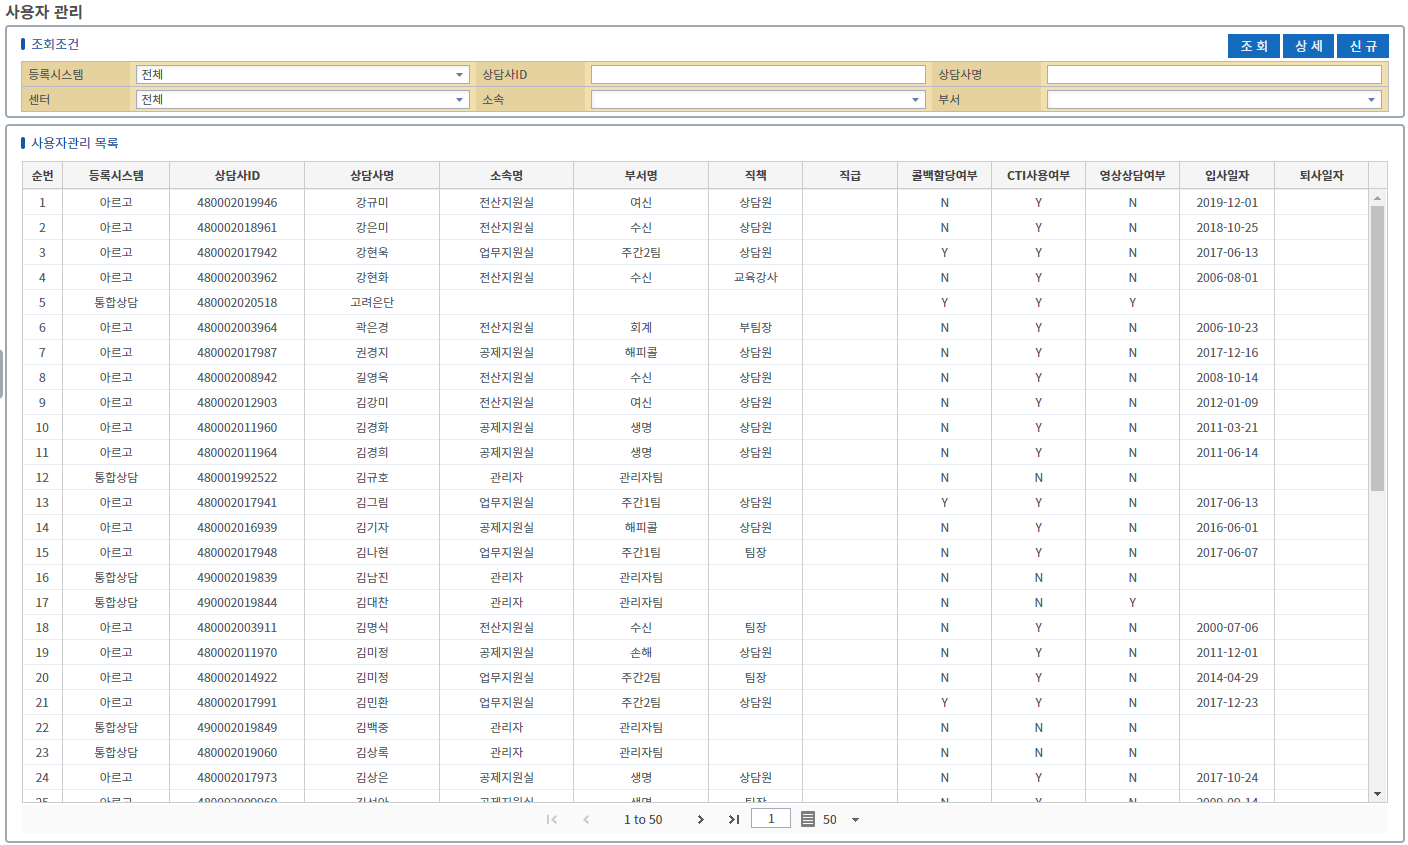 사용자 관리
조회조건
조 회 상 세 신 규
등록시스템 전체 상담사ID 상담사명
센터 전체 소속 부서
사용자관리 목록
순번 등록시스템 상담사ID 상담사명 소속명 부서명 직책 직급 콜백할당여부 CTI사용여부 영상상담여부 입사일자 퇴사일자
1 아르고 480002019946 강규미 전산지원실 여신 상담원 N Y N 2019-12-01
2 아르고 480002018961 강은미 전산지원실 수신 상담원 N Y N 2018-10-25
3 아르고 480002017942 강현욱 업무지원실 주간2팀 상담원 Y Y N 2017-06-13
4 아르고 480002003962 강현화 전산지원실 수신 교육강사 N Y N 2006-08-01
5 통합상담 480002020518 고려은단 Y Y Y
6 아르고 480002003964 곽은경 전산지원실 회계 부팀장 N Y N 2006-10-23
7 아르고 480002017987 권경지 공제지원실 해피콜 상담원 N Y N 2017-12-16
8 아르고 480002008942 길영옥 전산지원실 수신 상담원 N Y N 2008-10-14
9 아르고 480002012903 김강미 전산지원실 여신 상담원 N Y N 2012-01-09
10 아르고 480002011960 김경화 공제지원실 생명 상담원 N Y N 2011-03-21
11 아르고 480002011964 김경희 공제지원실 생명 상담원 N Y N 2011-06-14
12 통합상담 480001992522 김규호 관리자 관리자팀 N N N
13 아르고 480002017941 김그림 업무지원실 주간1팀 상담원 Y Y N 2017-06-13
14 아르고 480002016939 김기자 공제지원실 해피콜 상담원 N Y N 2016-06-01
15 아르고 480002017948 김나현 업무지원실 주간1팀 팀장 N Y N 2017-06-07
16 통합상담 490002019839 김남진 관리자 관리자팀 N N N
17 통합상담 490002019844 김대찬 관리자 관리자팀 N N Y
18 아르고 480002003911 김명식 전산지원실 수신 팀장 N Y N 2000-07-06
19 아르고 480002011970 김미정 공제지원실 손해 상담원 N Y N 2011-12-01
20 아르고 480002014922 김미정 업무지원실 주간2팀 팀장 N Y N 2014-04-29
21 아르고 480002017991 김민환 업무지원실 주간2팀 상담원 Y Y N 2017-12-23
22 통합상담 490002019849 김백중 관리자 관리자팀 N N N
23 통합상담 480002019060 김상록 관리자 관리자팀 N N N
24 아르고 480002017973 김상은 공제지원실 생명 상담원 N Y N 2017-10-24
25 아르고 공제지원실 생명 팀장 N Y N
1 to 50 1 50